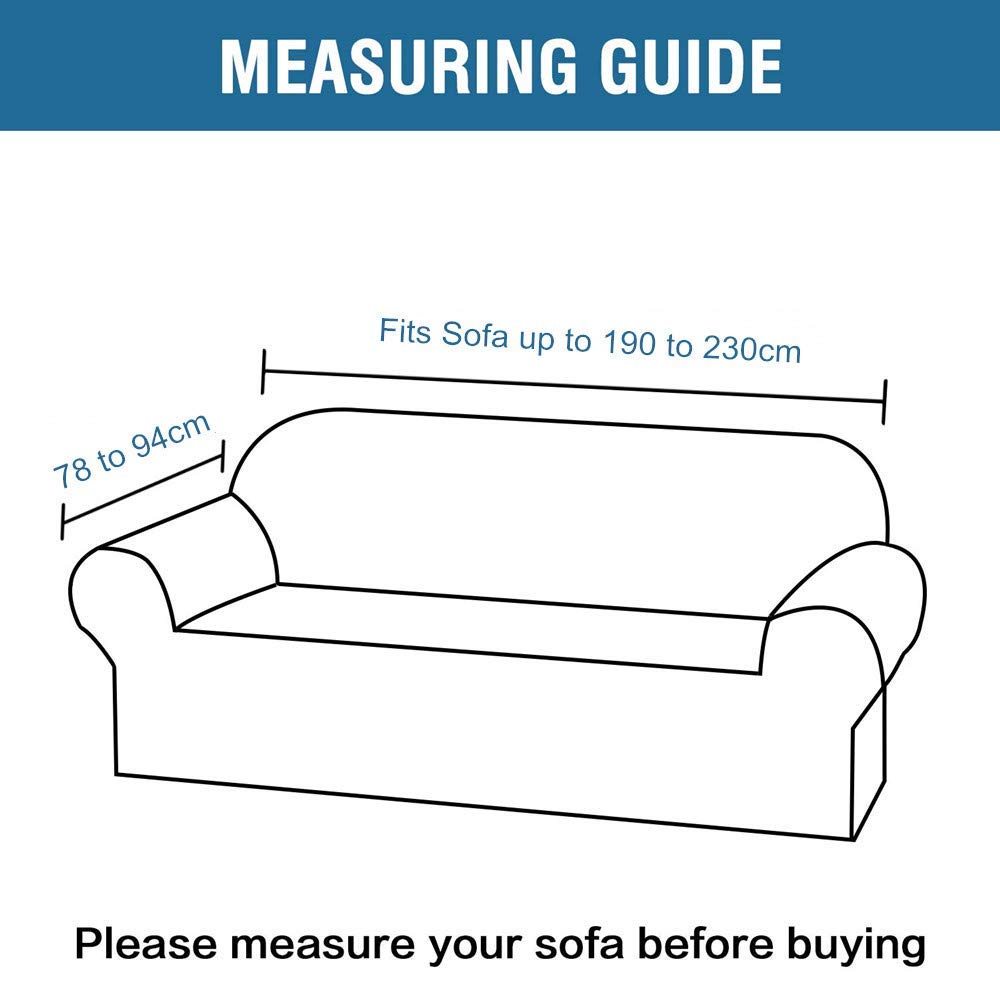 MEASURING GUIDE
Fits Sofa up to 190 to 230cm
78 to 94cm
Please measure your sofa before buying